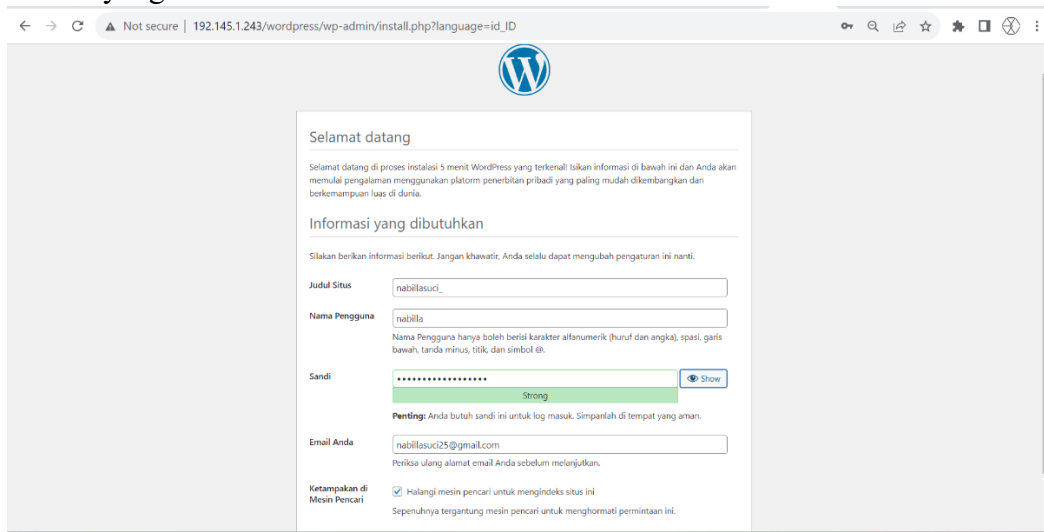 Not secure | 192.145.1.243/wordpress/wp-admin/install.php?language=id_ID
Selamat datang
Selamat datang di proses instalasi 5 menit WordPress yang terkenal! Isikan informasi di bawah ini dan Anda akan
memulai pengalaman menggunakan platorm penerbitan pribadi yang paling mudah dikembangkan dan
berkemampuan luas di dunia.
Informasi yang dibutuhkan
Silakan berikan informasi berikut. Jangan khawatir, Anda selalu dapat mengubah pengaturan ini nanti.
Judul Situs
nabillasuci_
Nama Pengguna
nabilla
Nama Pengguna hanya boleh berisi karakter alfanumerik (huruf dan angka), spasi, garis
bawah, tanda minus, titik, dan simbol @.
Sandi
••••••••••••••••••
Show
Strong
Penting: Anda butuh sandi ini untuk log masuk. Simpanlah di tempat yang aman.
Email Anda
nabillasuci25@gmail.com
Periksa ulang alamat email Anda sebelum melanjutkan.
Ketampakan di
Mesin Pencari
Halangi mesin pencari untuk mengindeks situs ini
Sepenuhnya tergantung mesin pencari untuk menghormati permintaan ini.